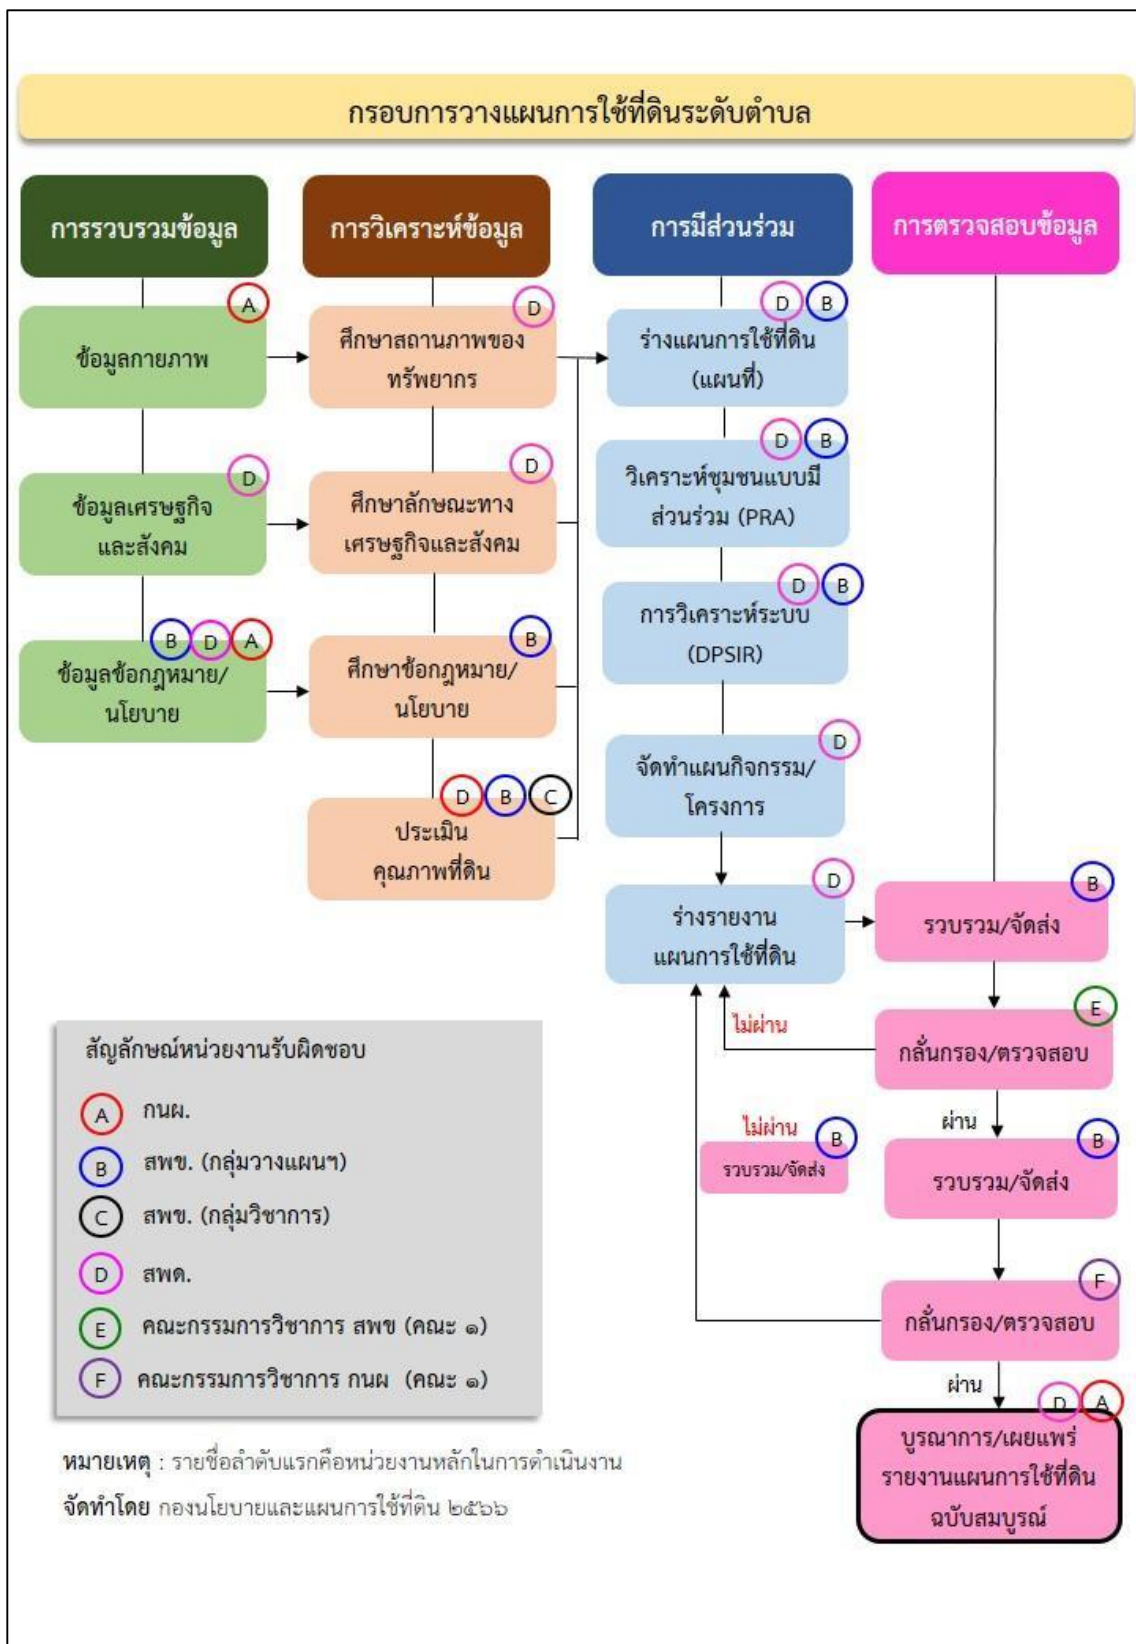 กรอบการวางแผนการใช้ที่ดินระดับตำบล
การรวบรวมข้อมูล
A
ข้อมูลกายภาพ
D
ข้อมูลเศรษฐกิจ
และสังคม
B D A
ข้อมูลข้อกฎหมาย/
นโยบาย
การวิเคราะห์ข้อมูล
D
ศึกษาสถานภาพของ
ทรัพยากร
D
ศึกษาลักษณะทาง
เศรษฐกิจและสังคม
B
ศึกษาข้อกฎหมาย/
นโยบาย
D B C
ประเมิน
คุณภาพที่ดิน
การมีส่วนร่วม
D B
ร่างแผนการใช้ที่ดิน
(แผนที่)
D B
วิเคราะห์ชุมชนแบบมี
ส่วนร่วม (PRA)
D B
การวิเคราะห์ระบบ
(DPSIR)
D
จัดทำแผนกิจกรรม/
โครงการ
D
ร่างรายงาน
แผนการใช้ที่ดิน
การตรวจสอบข้อมูล
B
รวบรวม/จัดส่ง
E
ไม่ผ่าน
กลั่นกรอง/ตรวจสอบ
ผ่าน
B
รวบรวม/จัดส่ง
ไม่ผ่าน
B
รวบรวม/จัดส่ง
F
กลั่นกรอง/ตรวจสอบ
ผ่าน
D A
บูรณาการ/เผยแพร่
รายงานแผนการใช้ที่ดิน
ฉบับสมบูรณ์
สัญลักษณ์หน่วยงานรับผิดชอบ
A กนผ.
B สพข. (กลุ่มวางแผนฯ)
C สพข. (กลุ่มวิชาการ)
D สพด.
E คณะกรรมการวิชาการ สพข (คณะ ๑)
F คณะกรรมการวิชาการ กนผ (คณะ ๑)
หมายเหตุ : รายชื่อลำดับแรกคือหน่วยงานหลักในการดำเนินงาน
จัดทำโดย กองนโยบายและแผนการใช้ที่ดิน ๒๕๖๖